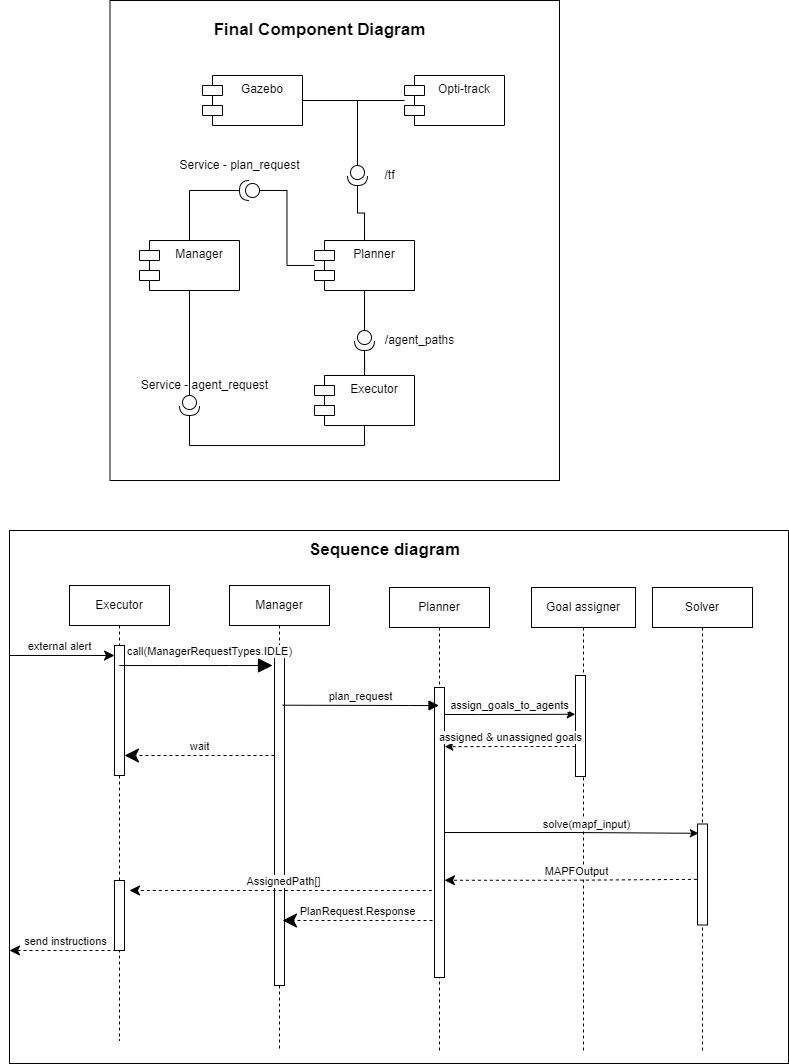 Final Component Diagram
Gazebo
Opti-track
Service - plan_request
/tf
Manager
Planner
/agent_paths
Service - agent_request
Executor
Sequence diagram
Executor
Manager
Planner
Goal assigner
Solver
external alert
call(ManagerRequestTypes.IDLE)
plan_request
assign_goals_to_agents
assigned & unassigned goals
wait
solve(mapf_input)
MAPFOutput
AssignedPath[]
PlanRequest.Response
send instructions